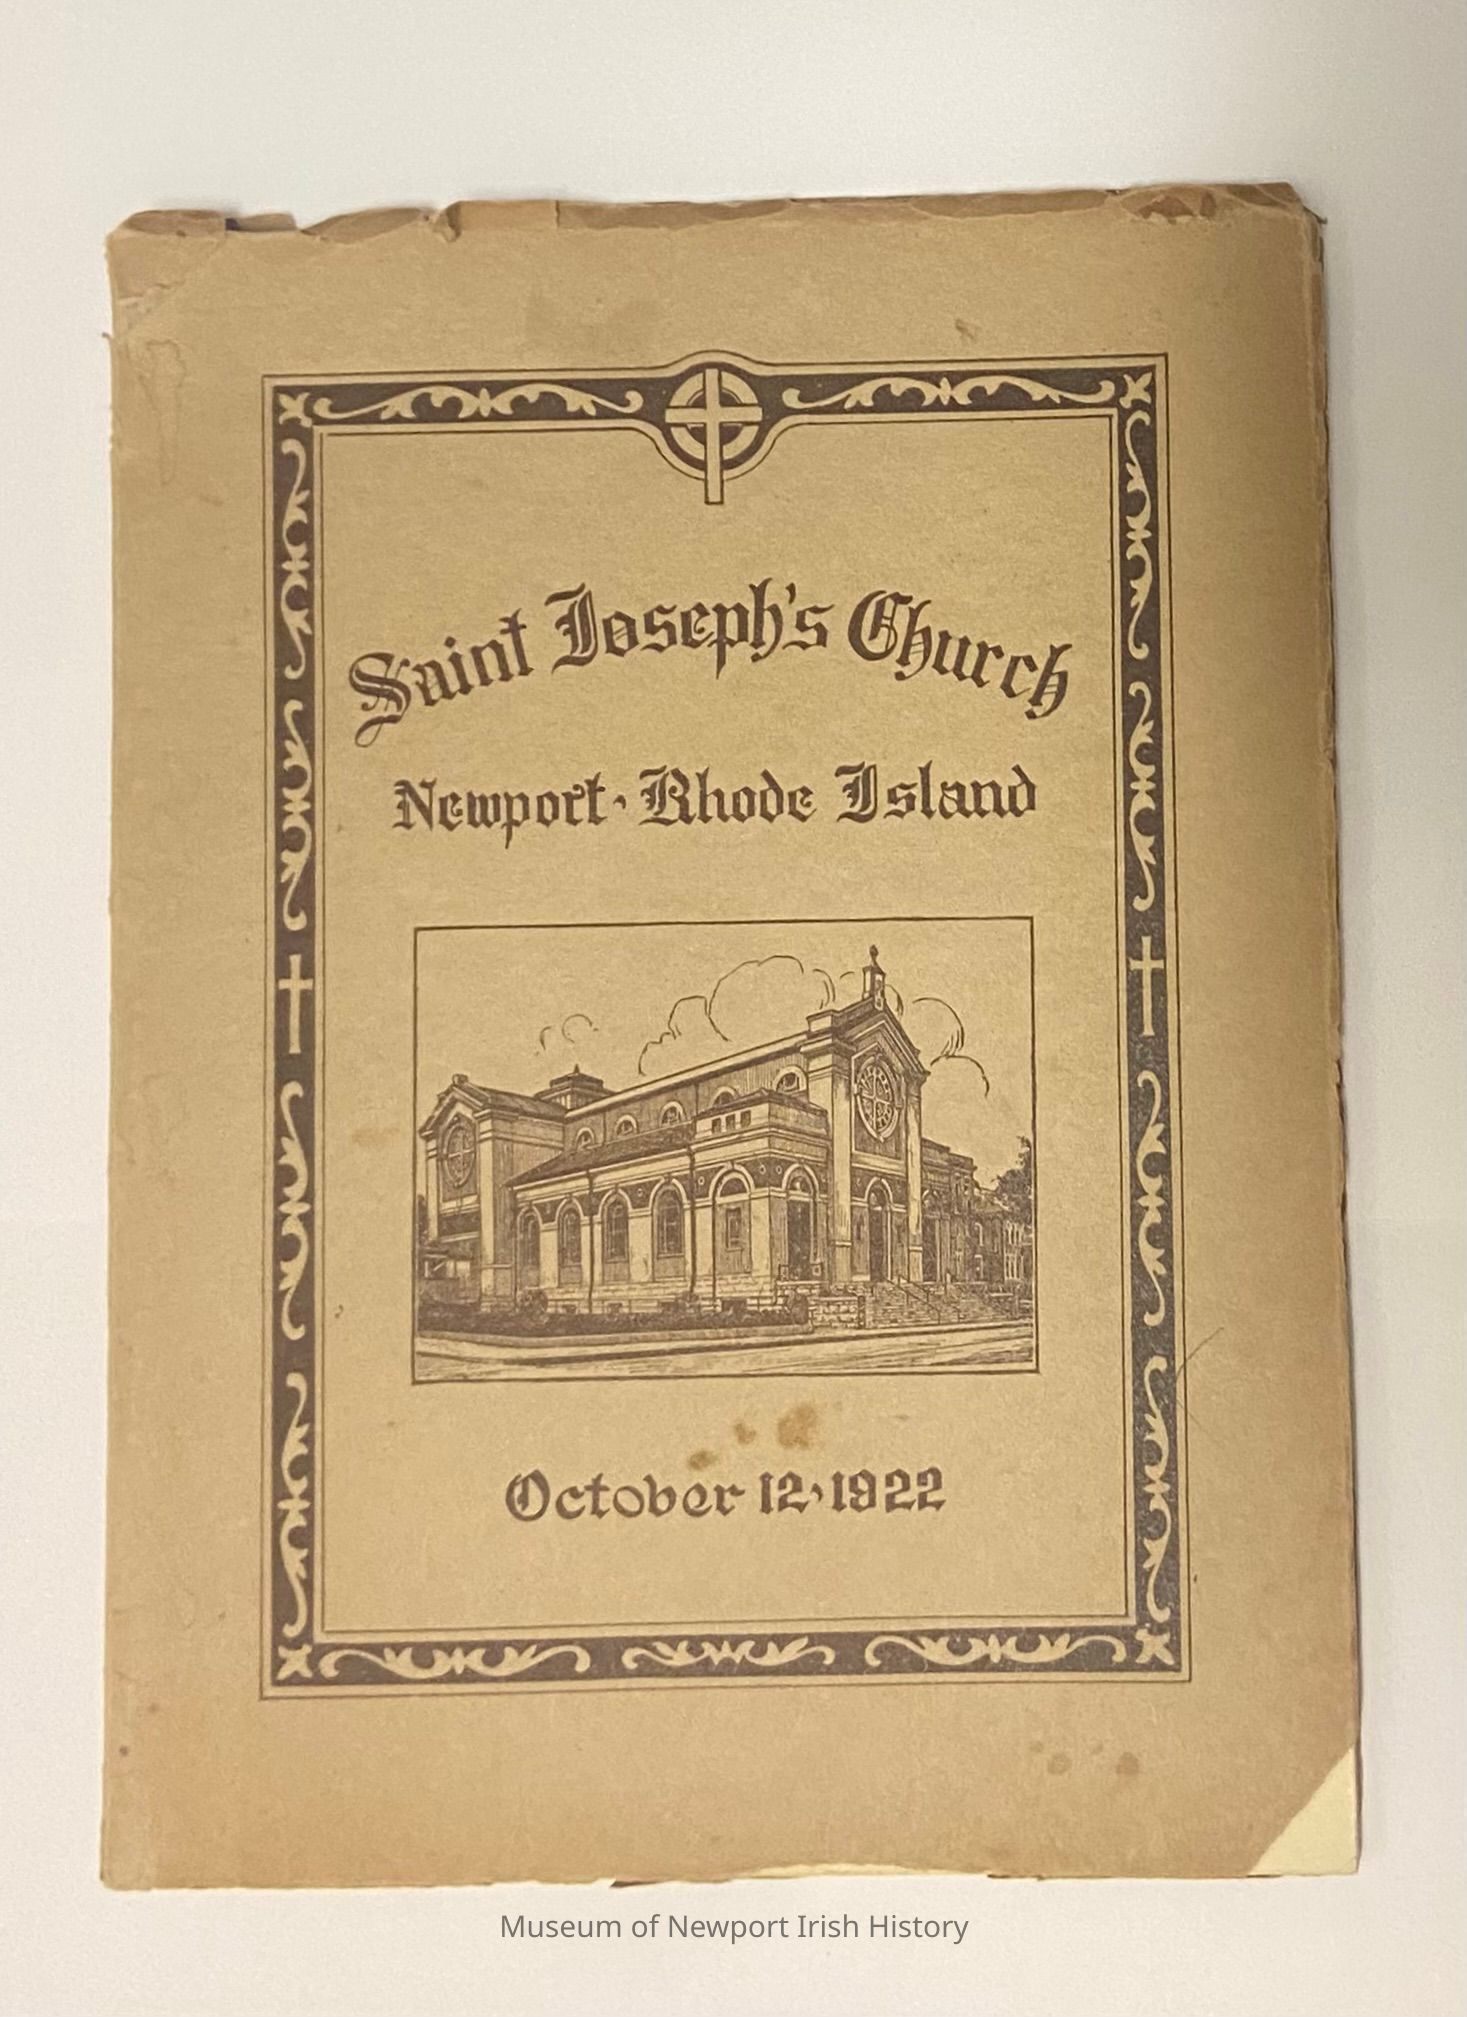 Saint Joseph's Church
Newport · Rhode Island
October 12, 1922
Museum of Newport Irish History